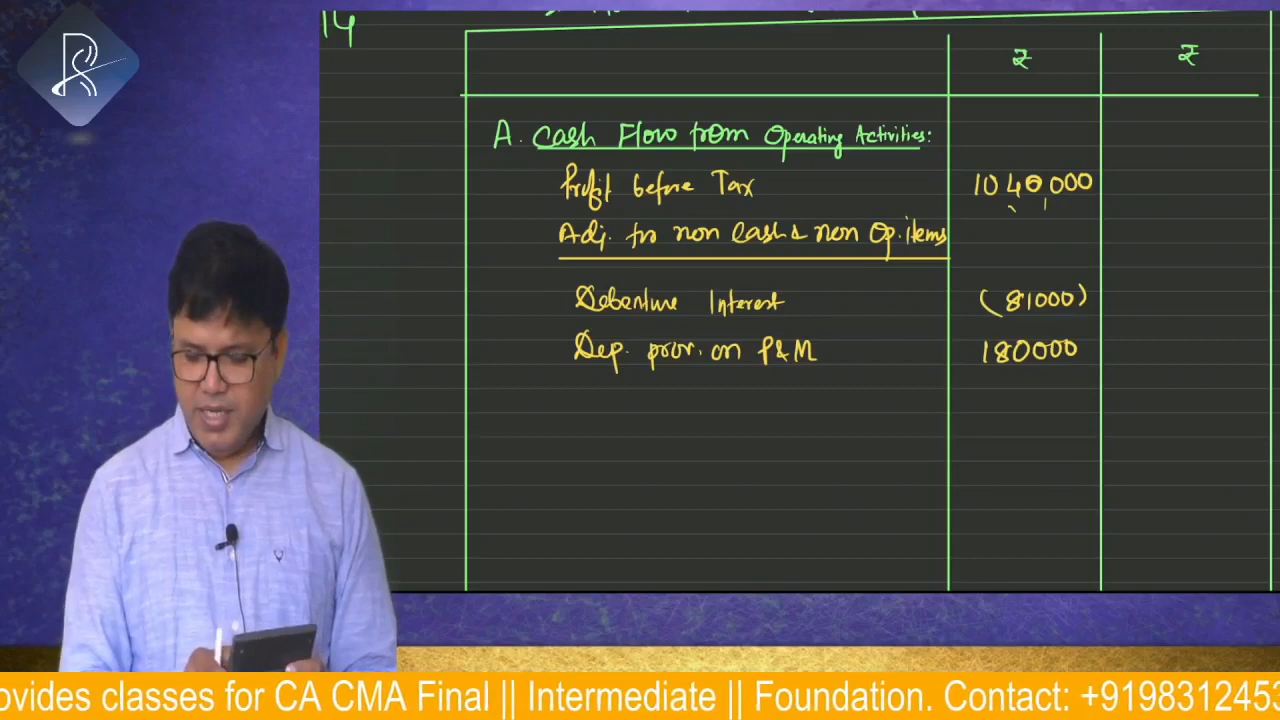 14
₹ ₹
A. Cash Flow from Operating Activities:
Profit before Tax 1040000
Adj. for non Cash & non Op. items
Debenture Interest (81000)
Dep. prov. on P&M 180000
ovides classes for CA CMA Final || Intermediate || Foundation. Contact: +9198312453